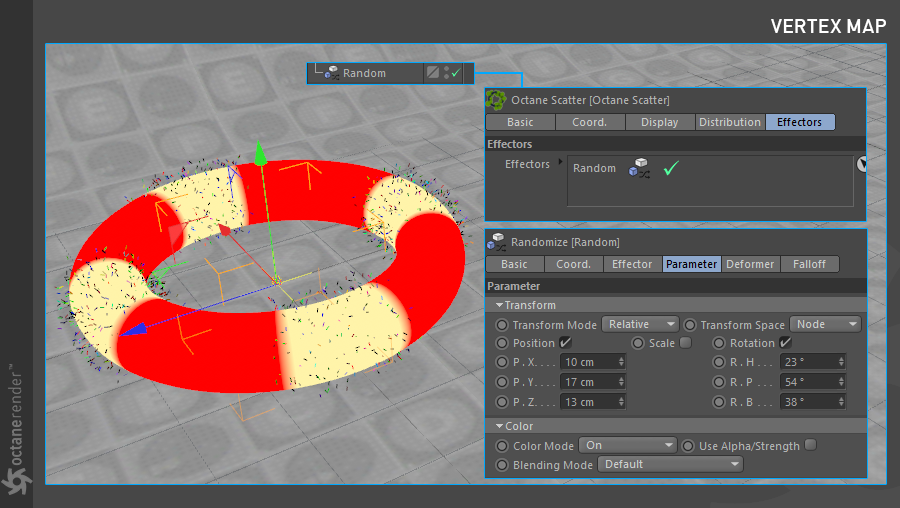 VERTEX MAP
Random
Octane Scatter [Octane Scatter]
Basic Coord. Display Distribution Effectors
Effectors
Effectors Random
Randomize [Random]
Basic Coord. Effector Parameter Deformer Falloff
Parameter
Transform
Transform Mode Relative Transform Space Node
Position Scale Rotation
P . X . . . . 10 cm R . H . . . 23 °
P . Y . . . . 17 cm R . P . . . 54 °
P . Z . . . . 13 cm R . B . . . 38 °
Color
Color Mode On Use Alpha/Strength
Blending Mode Default
octanerender™